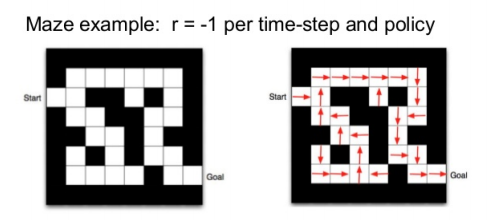 Maze example: r = -1 per time-step and policy
Start
Goal
Start
Goal